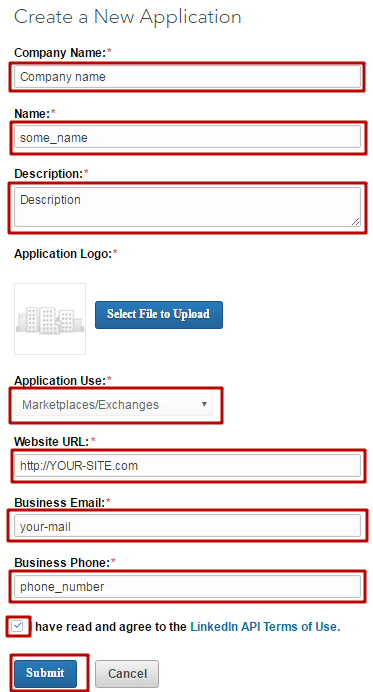 Create a New Application
Company Name:*
Company name
Name:*
some_name
Description:*
Description
Application Logo:*
Select File to Upload
Application Use:*
Marketplaces/Exchanges
Website URL:*
http://YOUR-SITE.com
Business Email:*
your-mail
Business Phone:*
phone_number
have read and agree to the LinkedIn API Terms of Use.
Submit Cancel